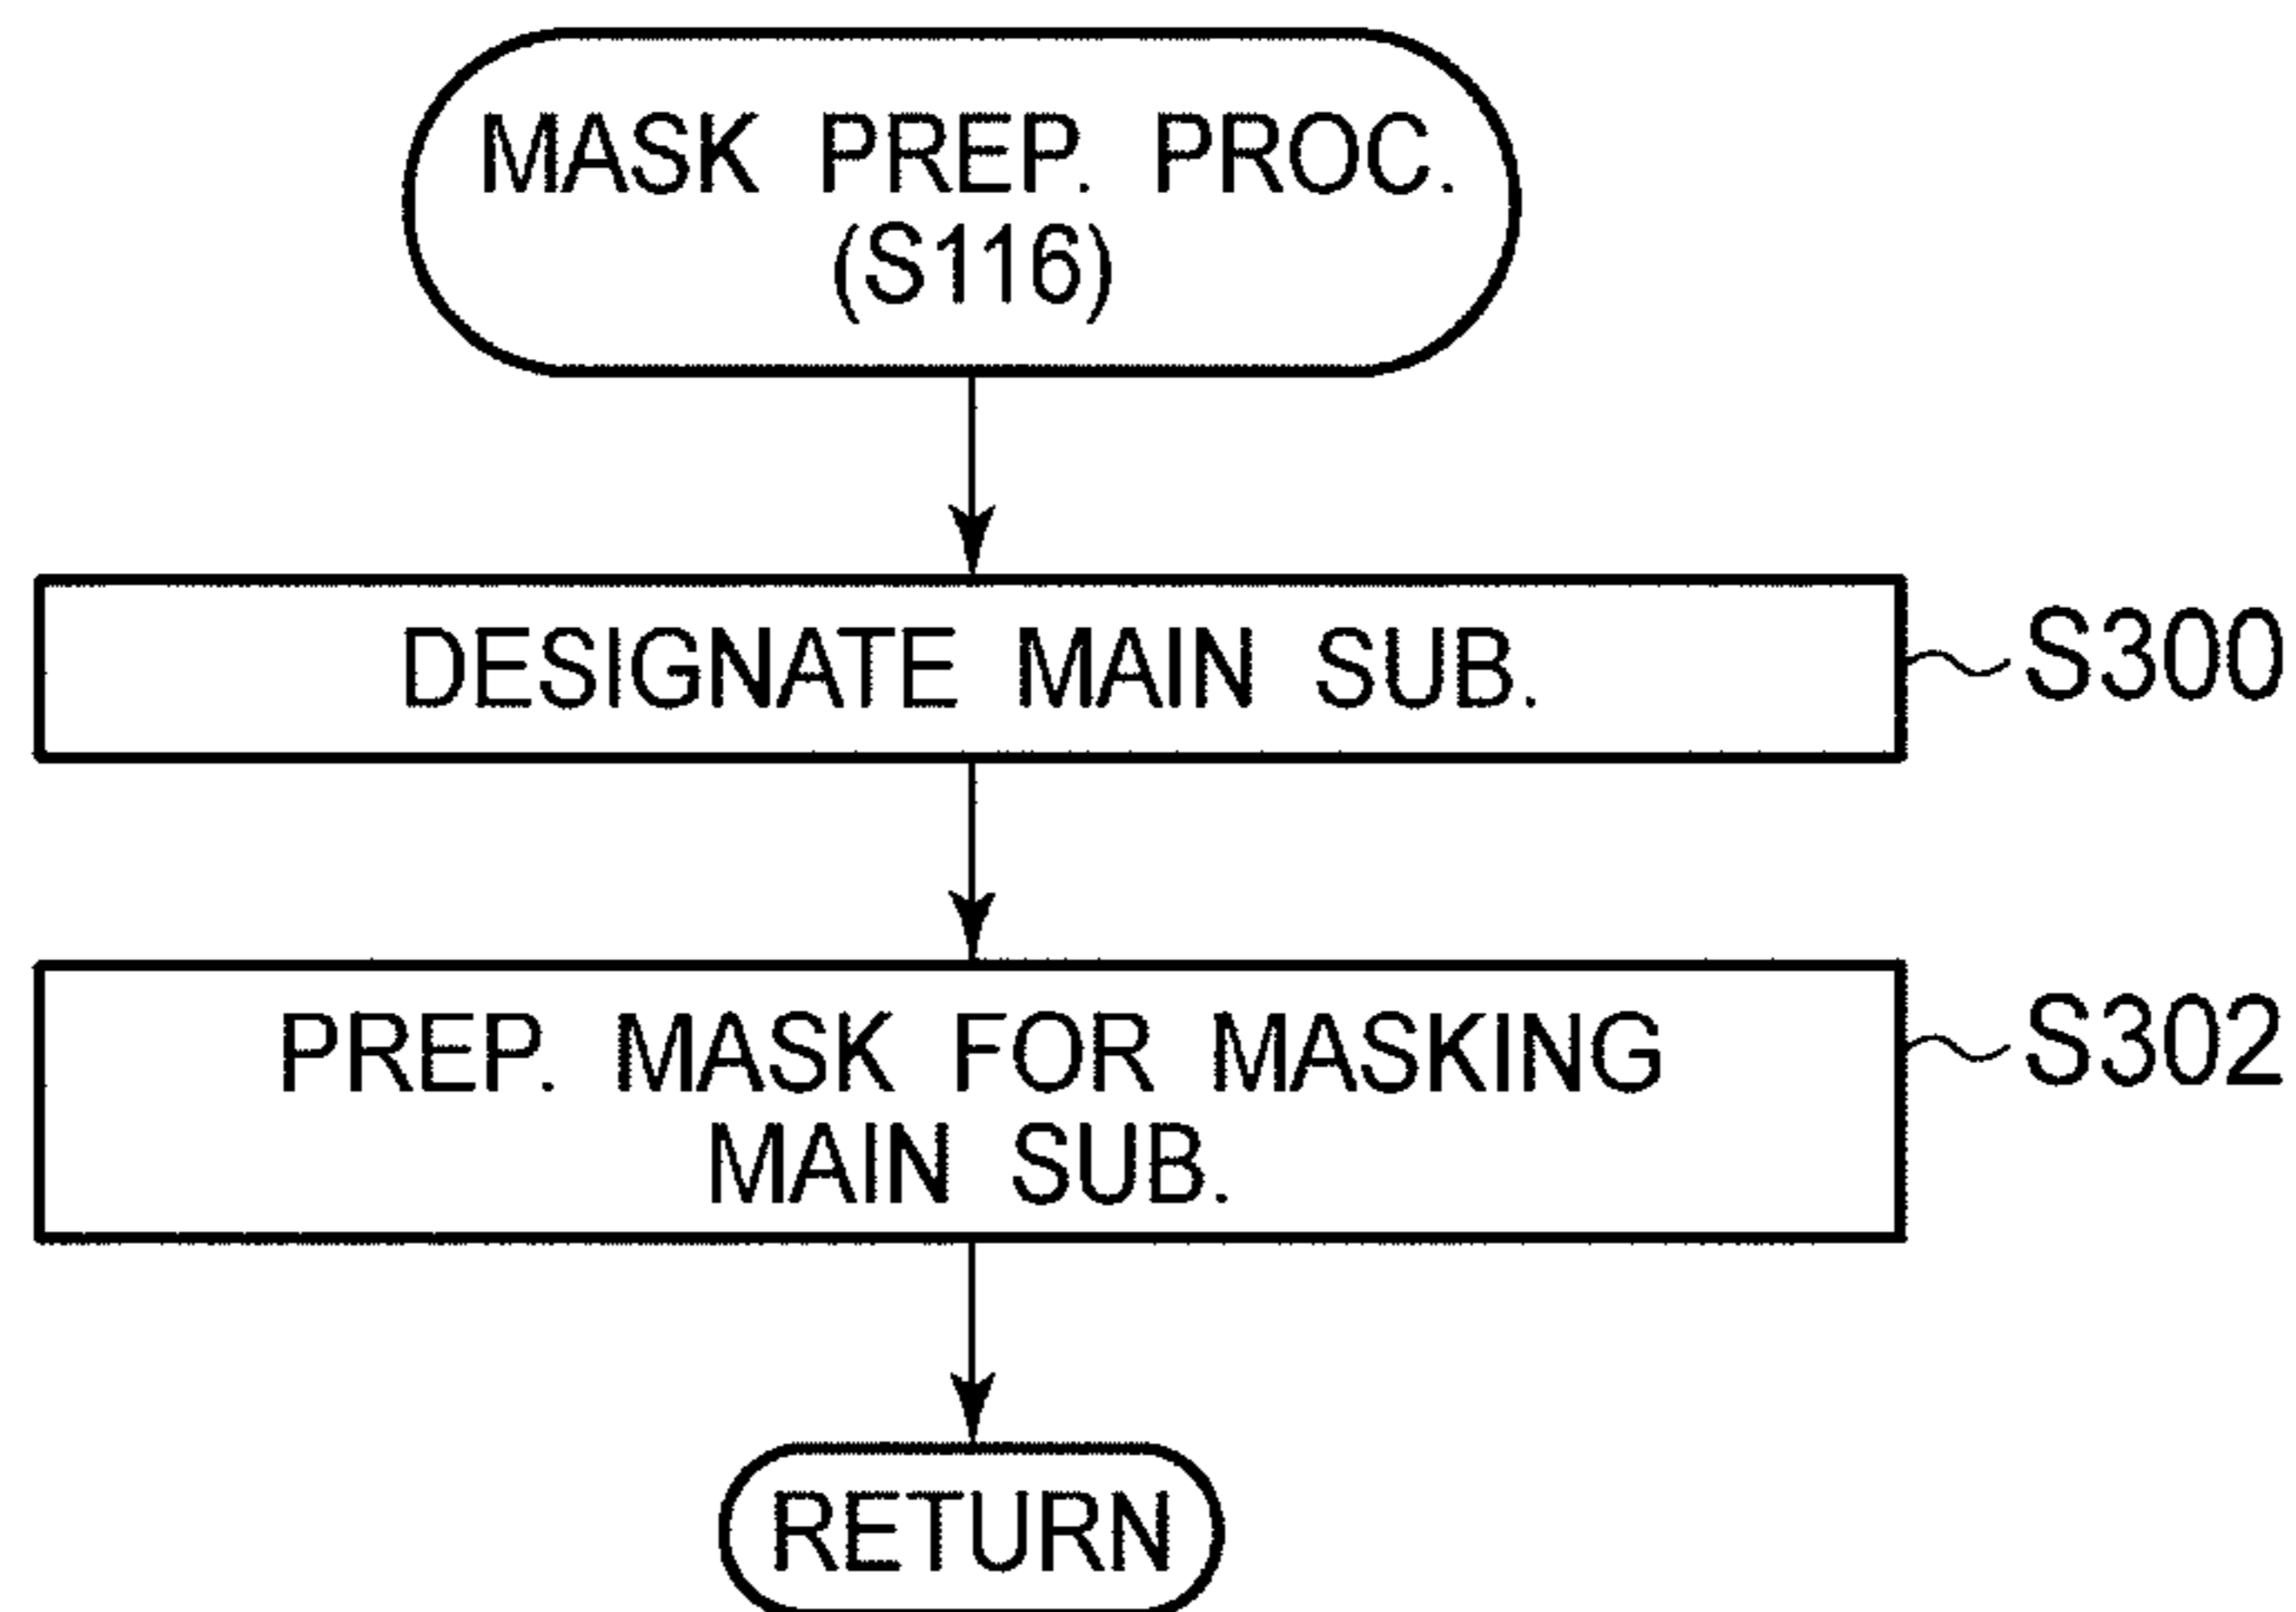 MASK PREP. PROC.
(S116)
DESIGNATE MAIN SUB.
S300
PREP. MASK FOR MASKING
MAIN SUB.
S302
RETURN